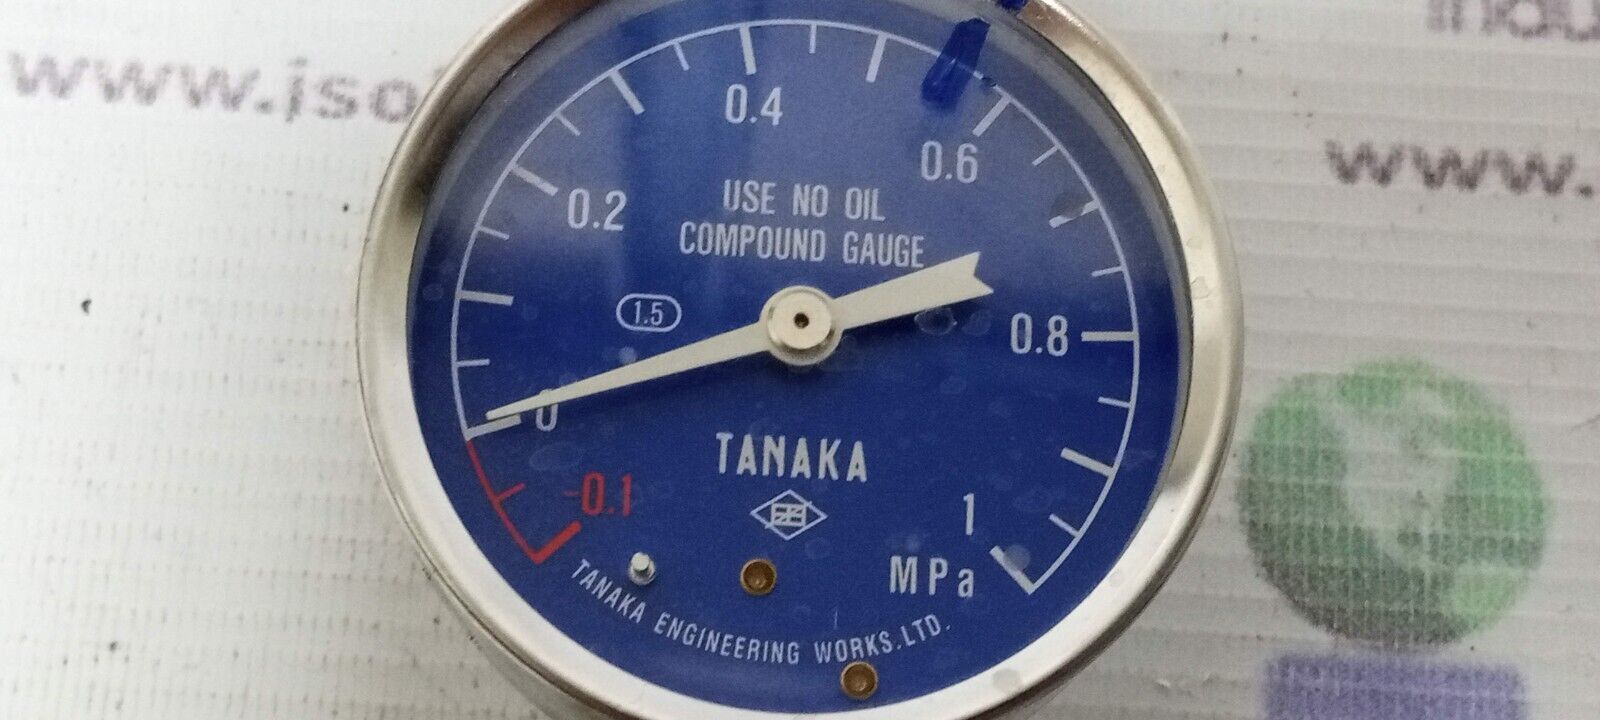 www.iso
indu
www.
0.4
0.6
0.2
USE NO OIL
COMPOUND GAUGE
1.5
0.8
0
TANAKA
-0.1
1
MPa
TANAKA ENGINEERING WORKS.LTD.